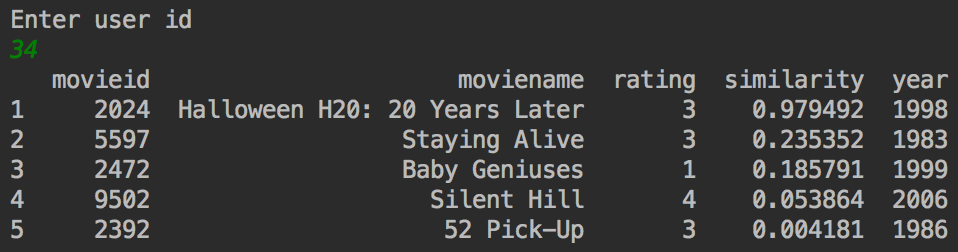 Enter user id
34
movieid moviename rating similarity year
1 2024 Halloween H20: 20 Years Later 3 0.979492 1998
2 5597 Staying Alive 3 0.235352 1983
3 2472 Baby Geniuses 1 0.185791 1999
4 9502 Silent Hill 4 0.053864 2006
5 2392 52 Pick-Up 3 0.004181 1986